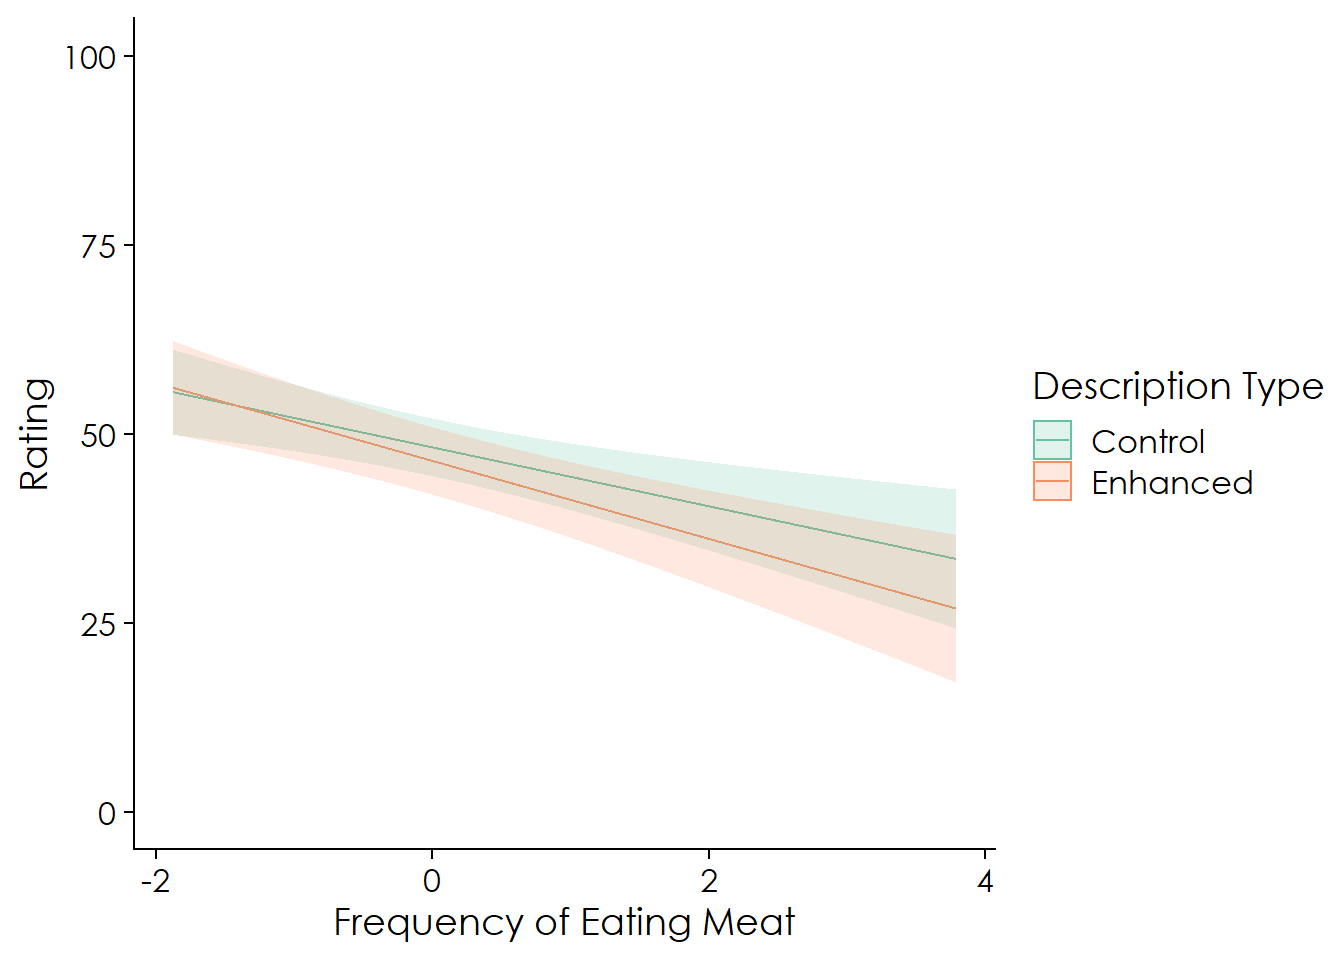 100
75
50
25
0
Rating
-2 0 2 4
Frequency of Eating Meat
Description Type
Control
Enhanced